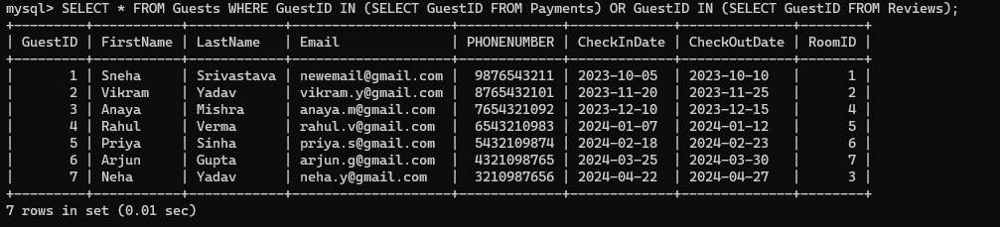 mysql> SELECT * FROM Guests WHERE GuestID IN (SELECT GuestID FROM Payments) OR GuestID IN (SELECT GuestID FROM Reviews);
+---------+-----------+------------+--------------------+-------------+-------------+--------------+--------+
| GuestID | FirstName | LastName   | Email              | PHONENUMBER | CheckInDate | CheckOutDate | RoomID |
+---------+-----------+------------+--------------------+-------------+-------------+--------------+--------+
|       1 | Sneha     | Srivastava | newemail@gmail.com |  9876543211 | 2023-10-05  | 2023-10-10   |      1 |
|       2 | Vikram    | Yadav      | vikram.y@gmail.com |  8765432101 | 2023-11-20  | 2023-11-25   |      2 |
|       3 | Anaya     | Mishra     | anaya.m@gmail.com  |  7654321092 | 2023-12-10  | 2023-12-15   |      4 |
|       4 | Rahul     | Verma      | rahul.v@gmail.com  |  6543210983 | 2024-01-07  | 2024-01-12   |      5 |
|       5 | Priya     | Sinha      | priya.s@gmail.com  |  5432109874 | 2024-02-18  | 2024-02-23   |      6 |
|       6 | Arjun     | Gupta      | arjun.g@gmail.com  |  4321098765 | 2024-03-25  | 2024-03-30   |      7 |
|       7 | Neha      | Yadav      | neha.y@gmail.com   |  3210987656 | 2024-04-22  | 2024-04-27   |      3 |
+---------+-----------+------------+--------------------+-------------+-------------+--------------+--------+
7 rows in set (0.01 sec)